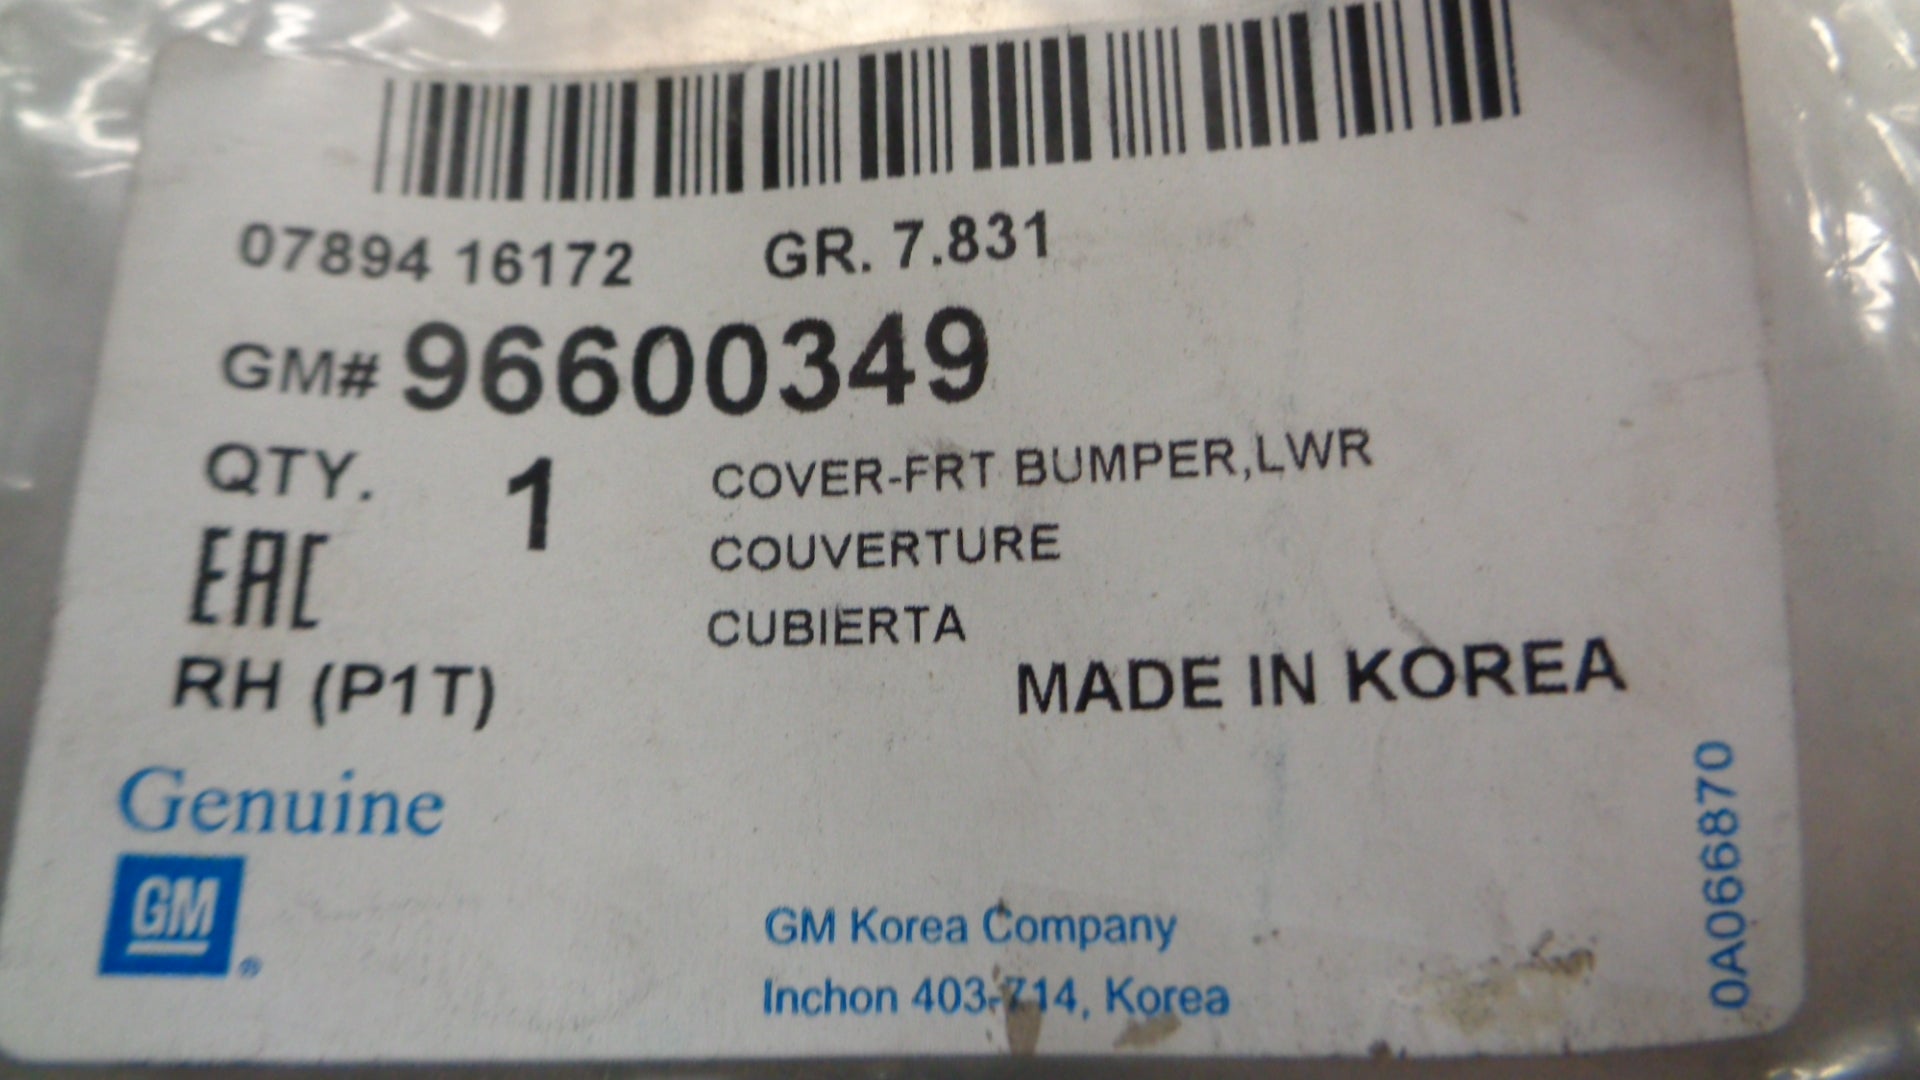 07894 16172 GR. 7.831
GM# 96600349
QTY. 1 COVER-FRT BUMPER,LWR
COUVERTURE
EAC
CUBIERTA
RH (P1T)
MADE IN KOREA
Genuine
GM ®
GM Korea Company
Inchon 403-714, Korea
0A066870